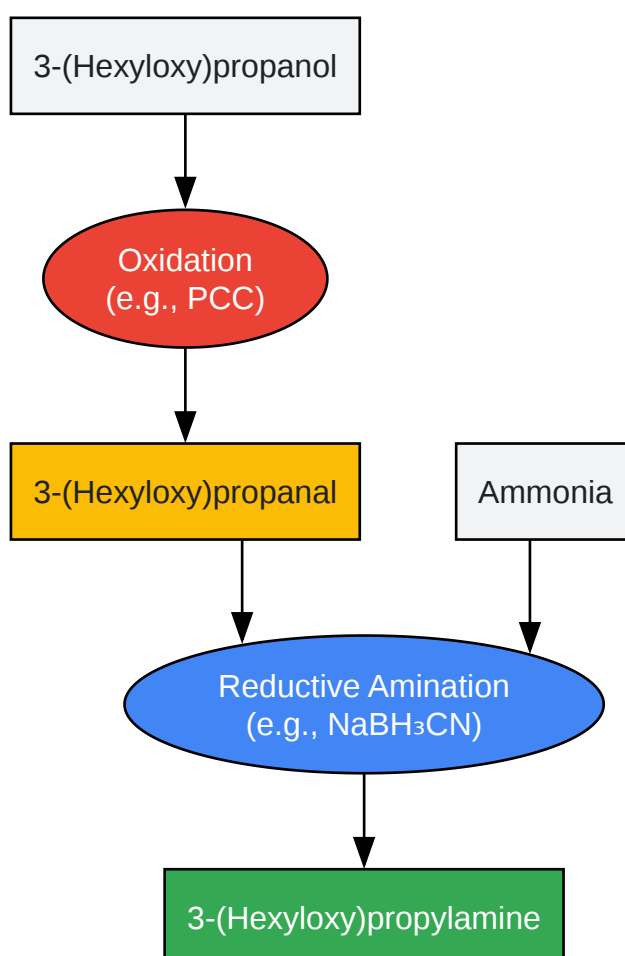 3-(Hexyloxy)propanol
Oxidation
(e.g., PCC)
3-(Hexyloxy)propanal
Ammonia
Reductive Amination
(e.g., NaBH₃CN)
3-(Hexyloxy)propylamine